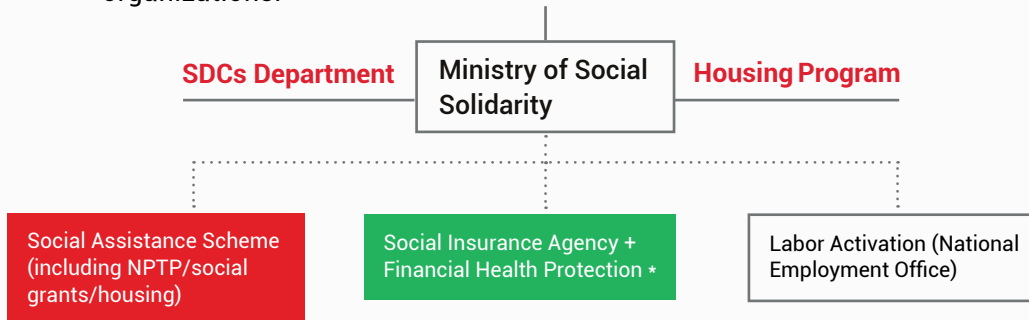 organizations.
SDCs Department
Ministry of Social
Solidarity
Housing Program
Social Assistance Scheme
(including NPTP/social
grants/housing)
Social Insurance Agency +
Financial Health Protection *
Labor Activation (National
Employment Office)